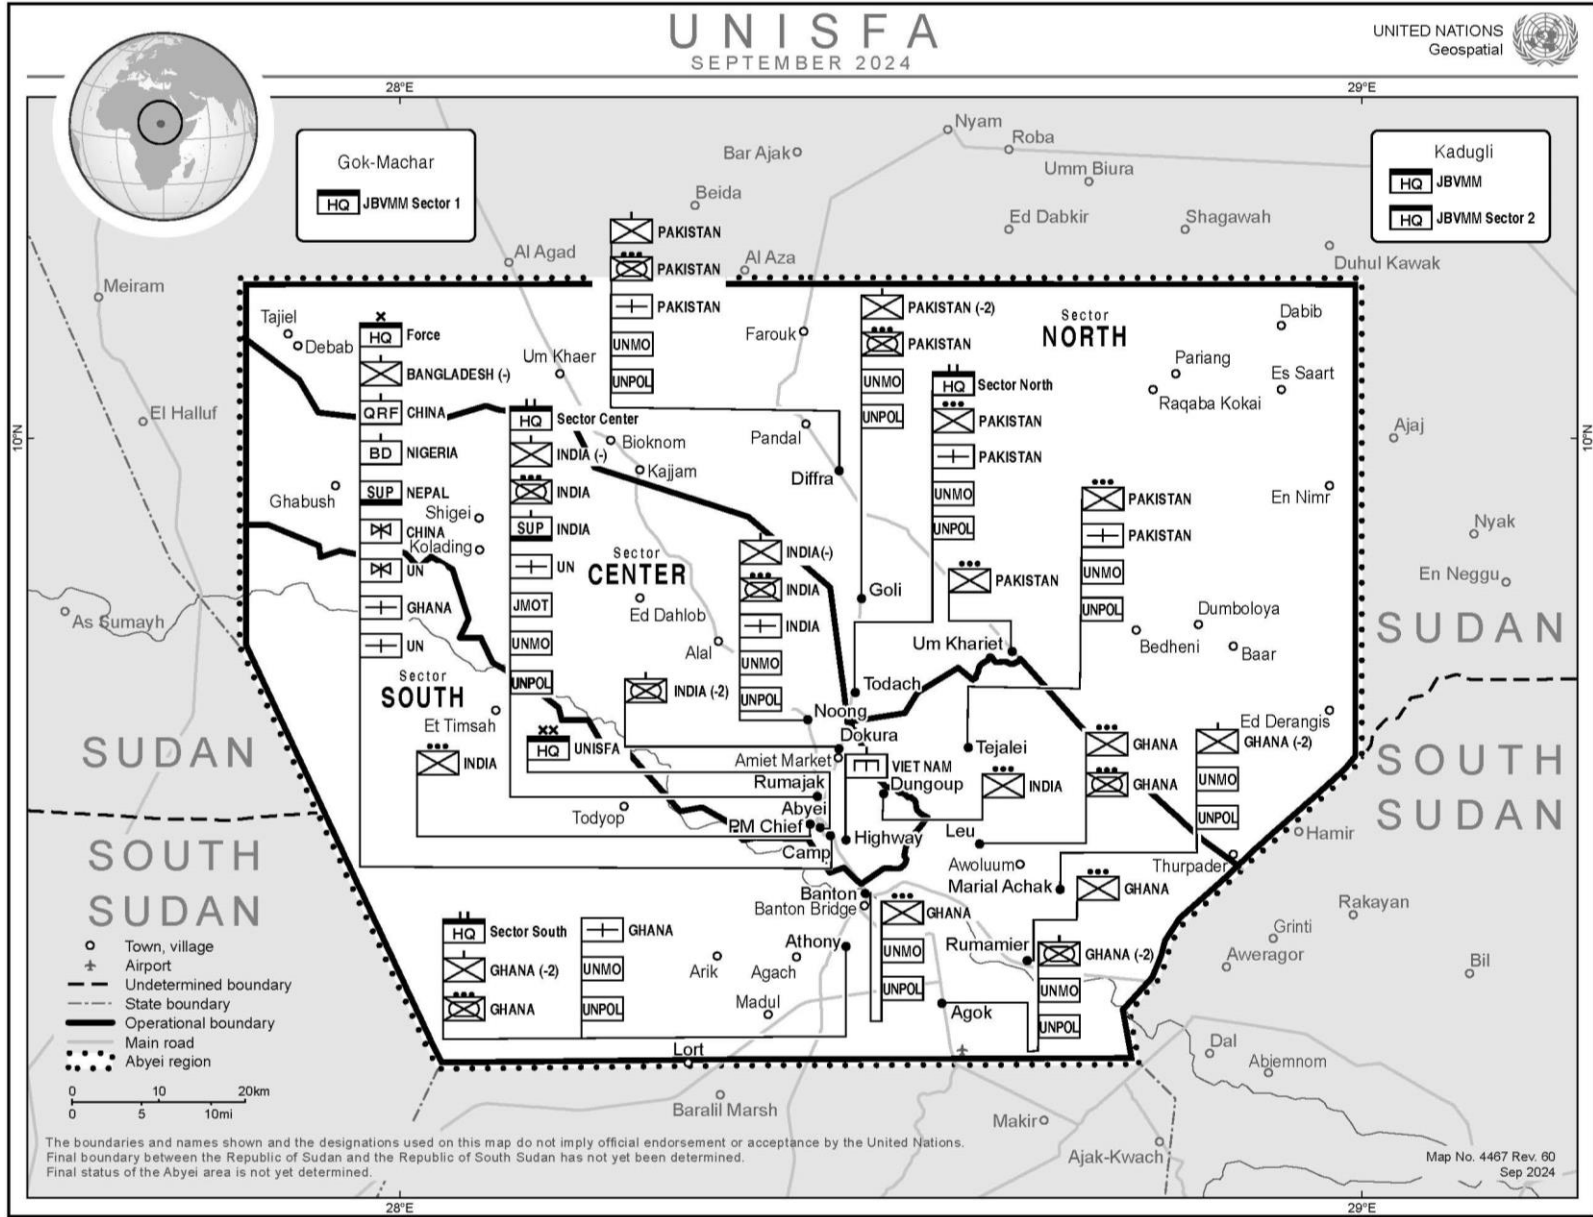 UNISFA
SEPTEMBER 2024
UNITED NATIONS
Geospatial
28°E
29°E
Gok-Machar
HQ JBVMM Sector 1
Kadugli
HQ JBVMM
HQ JBVMM Sector 2
Nyam
Roba
Bar Ajak
Umm Biura
Beida
Ed Dabkir
Shagawah
Al Agad
Al Aza
Duhul Kawak
Meiram
El Halluf
10°N
As Sumayh
Tajiel
Debab
Um Khaer
Farouk
Dabib
Pariang
Es Saart
Raqaba Kokai
Ajaj
10°N
Bioknom
Kajjam
Pandal
Diffra
Ghabush
Shigei
Kolading
En Nimr
Nyak
En Neggu
HQ Force
BANGLADESH (-)
QRF CHINA
BD NIGERIA
SUP NEPAL
CHINA
UN
GHANA
UN
HQ Sector Center
INDIA (-)
INDIA
SUP INDIA
UN
JMOT
UNMO
UNPOL
PAKISTAN
PAKISTAN
PAKISTAN
UNMO
UNPOL
PAKISTAN (-2)
PAKISTAN
UNMO
UNPOL
Sector
NORTH
HQ Sector North
PAKISTAN
PAKISTAN
UNMO
UNPOL
PAKISTAN
PAKISTAN
PAKISTAN
UNMO
UNPOL
Sector
CENTER
INDIA(-)
INDIA
INDIA
UNMO
UNPOL
INDIA (-2)
Ed Dahlob
Alal
Goli
Um Khariet
Dumboloya
Bedheni
Baar
SUDAN
Sector
SOUTH
Et Timsah
INDIA
HQ UNISFA
Todach
Noong
Dokura
Amiet Market
VIET NAM
Rumajak
Dungoup
Tejalei
INDIA
GHANA
GHANA
Ed Derangis
GHANA (-2)
UNMO
UNPOL
SUDAN
SOUTH
SUDAN
Todyop
Abyei
PM Chief
Camp
Highway
Leu
Awoluum
Marial Achak
Thurpader
Hamir
SOUTH
SUDAN
GHANA
Banton
Banton Bridge
GHANA
UNMO
UNPOL
Rumamier
GHANA (-2)
UNMO
UNPOL
Rakayan
Grinti
Aweragor
Bil
HQ Sector South
GHANA (-2)
GHANA
GHANA
UNMO
UNPOL
Athony
Arik
Agach
Madul
Agok
Lort
Dal
Abiemnom
Baralil Marsh
Makir
Ajak-Kwach
Town, village
Airport
Undetermined boundary
State boundary
Operational boundary
Main road
Abyei region
0 10 20km
0 5 10mi
The boundaries and names shown and the designations used on this map do not imply official endorsement or acceptance by the United Nations.
Final boundary between the Republic of Sudan and the Republic of South Sudan has not yet been determined.
Final status of the Abyei area is not yet determined.
Map No. 4467 Rev. 60
Sep 2024
28°E
29°E